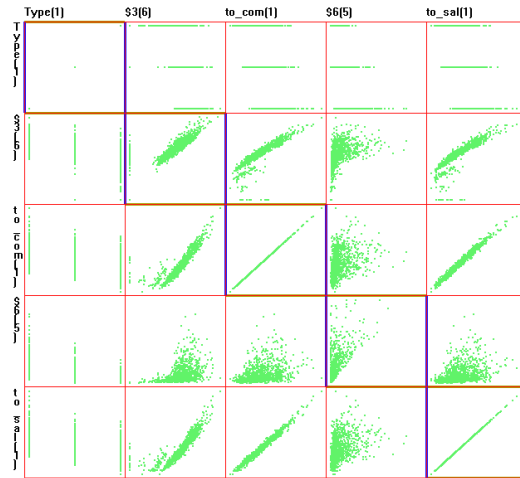 Type(1) $3(6) to_com(1) $6(5) to_sal(1)
Type(1)
$3(6)
to_com(1)
$6(5)
to_sal(1)